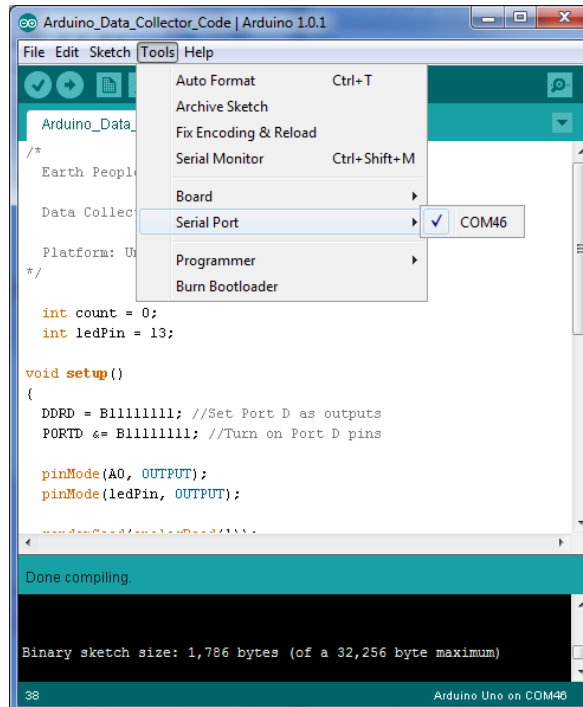 Arduino_Data_Collector_Code | Arduino 1.0.1
File Edit Sketch Tools Help
Auto Format Ctrl+T
Archive Sketch
Fix Encoding & Reload
Serial Monitor Ctrl+Shift+M
Board
Serial Port
COM46
Programmer
Burn Bootloader
Arduino_Data_
/*
Earth Peopl
Data Collec
Platform: U
*/
int count = 0;
int ledPin = 13;
void setup()
{
DDRD = B11111111; //Set Port D as outputs
PORTD &= B11111111; //Turn on Port D pins
pinMode(A0, OUTPUT);
pinMode(ledPin, OUTPUT);
Done compiling.
Binary sketch size: 1,786 bytes (of a 32,256 byte maximum)
38 Arduino Uno on COM46